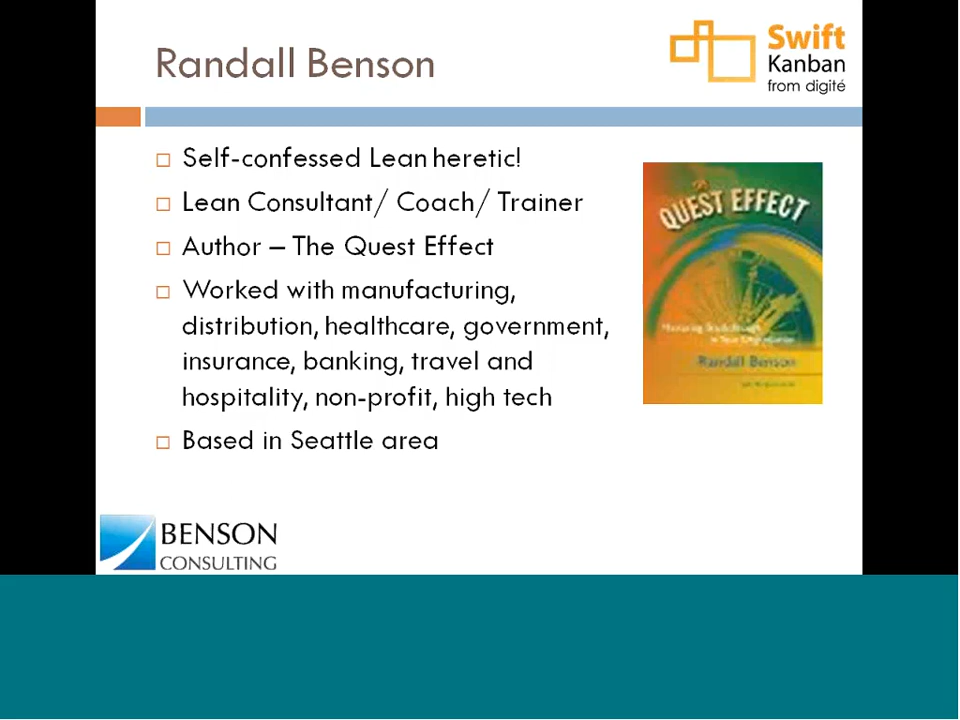 Randall Benson
Swift
Kanban
from digité
Self-confessed Lean heretic!
Lean Consultant/ Coach/ Trainer
Author – The Quest Effect
Worked with manufacturing,
distribution, healthcare, government,
insurance, banking, travel and
hospitality, non-profit, high tech
Based in Seattle area
QUEST EFFECT
Randall Benson
BENSON
CONSULTING